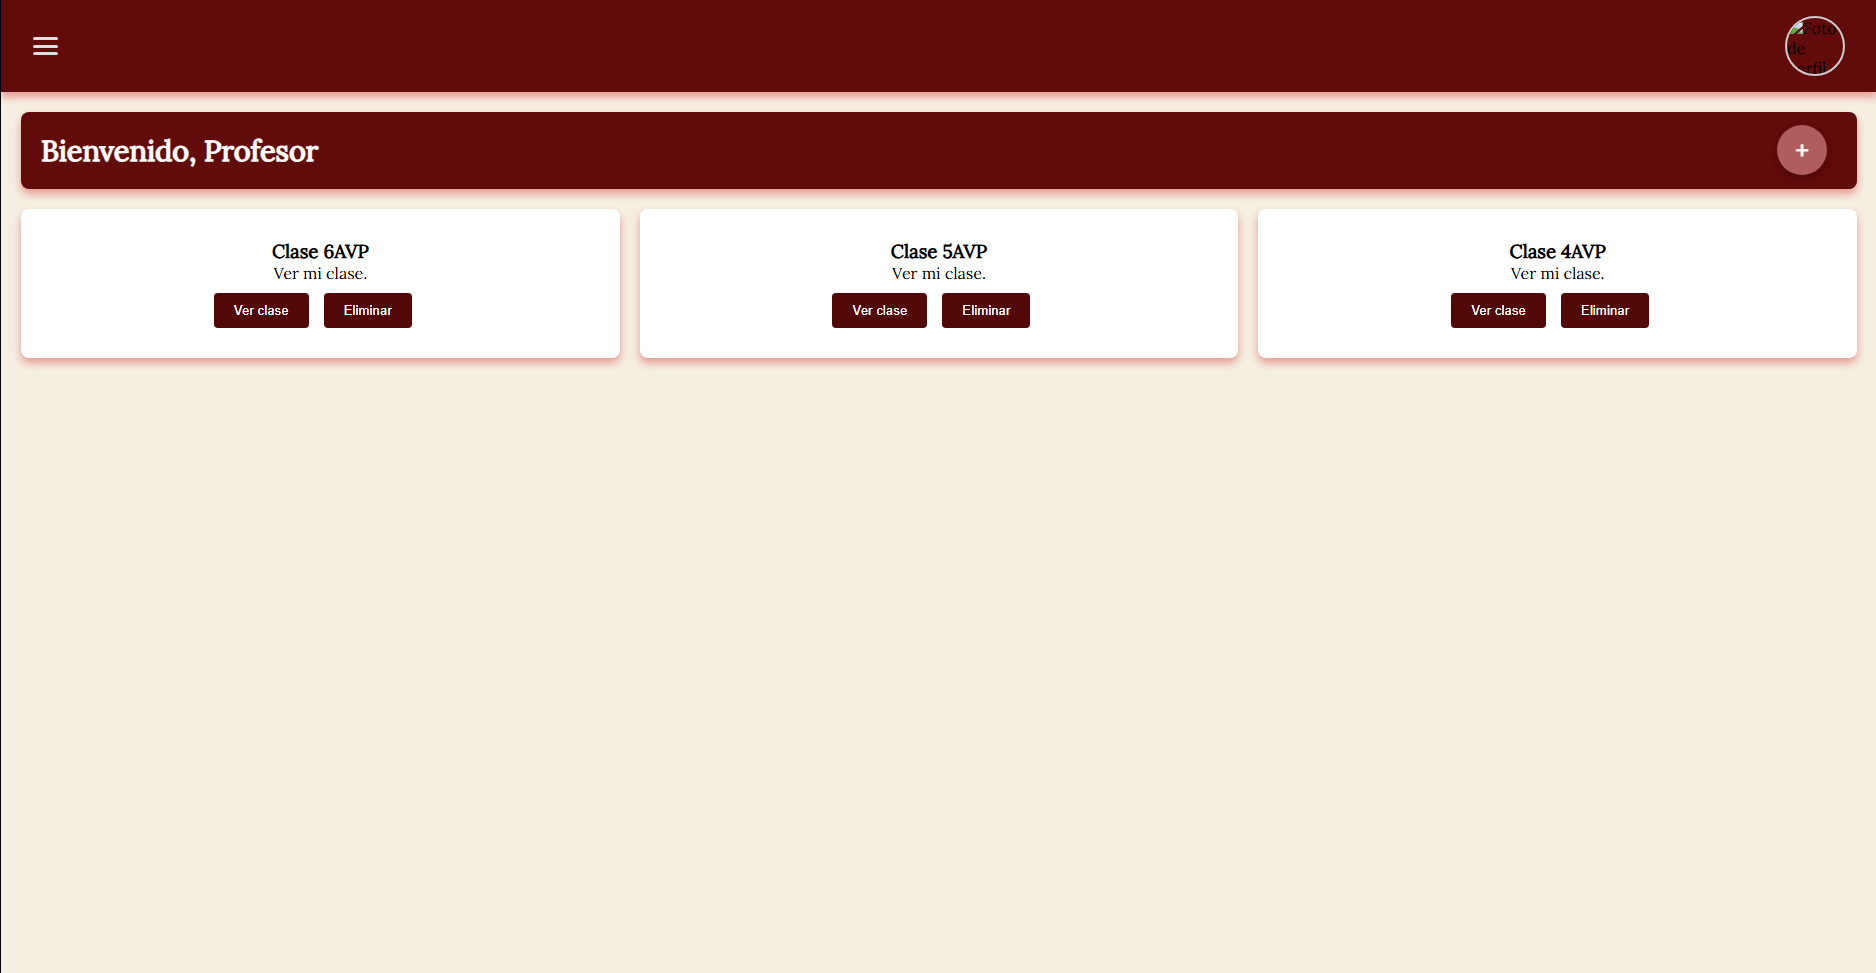 Foto
de
Bienvenido, Profesor
+
Clase 6AVP
Ver mi clase.
Ver clase
Eliminar
Clase 5AVP
Ver mi clase.
Ver clase
Eliminar
Clase 4AVP
Ver mi clase.
Ver clase
Eliminar